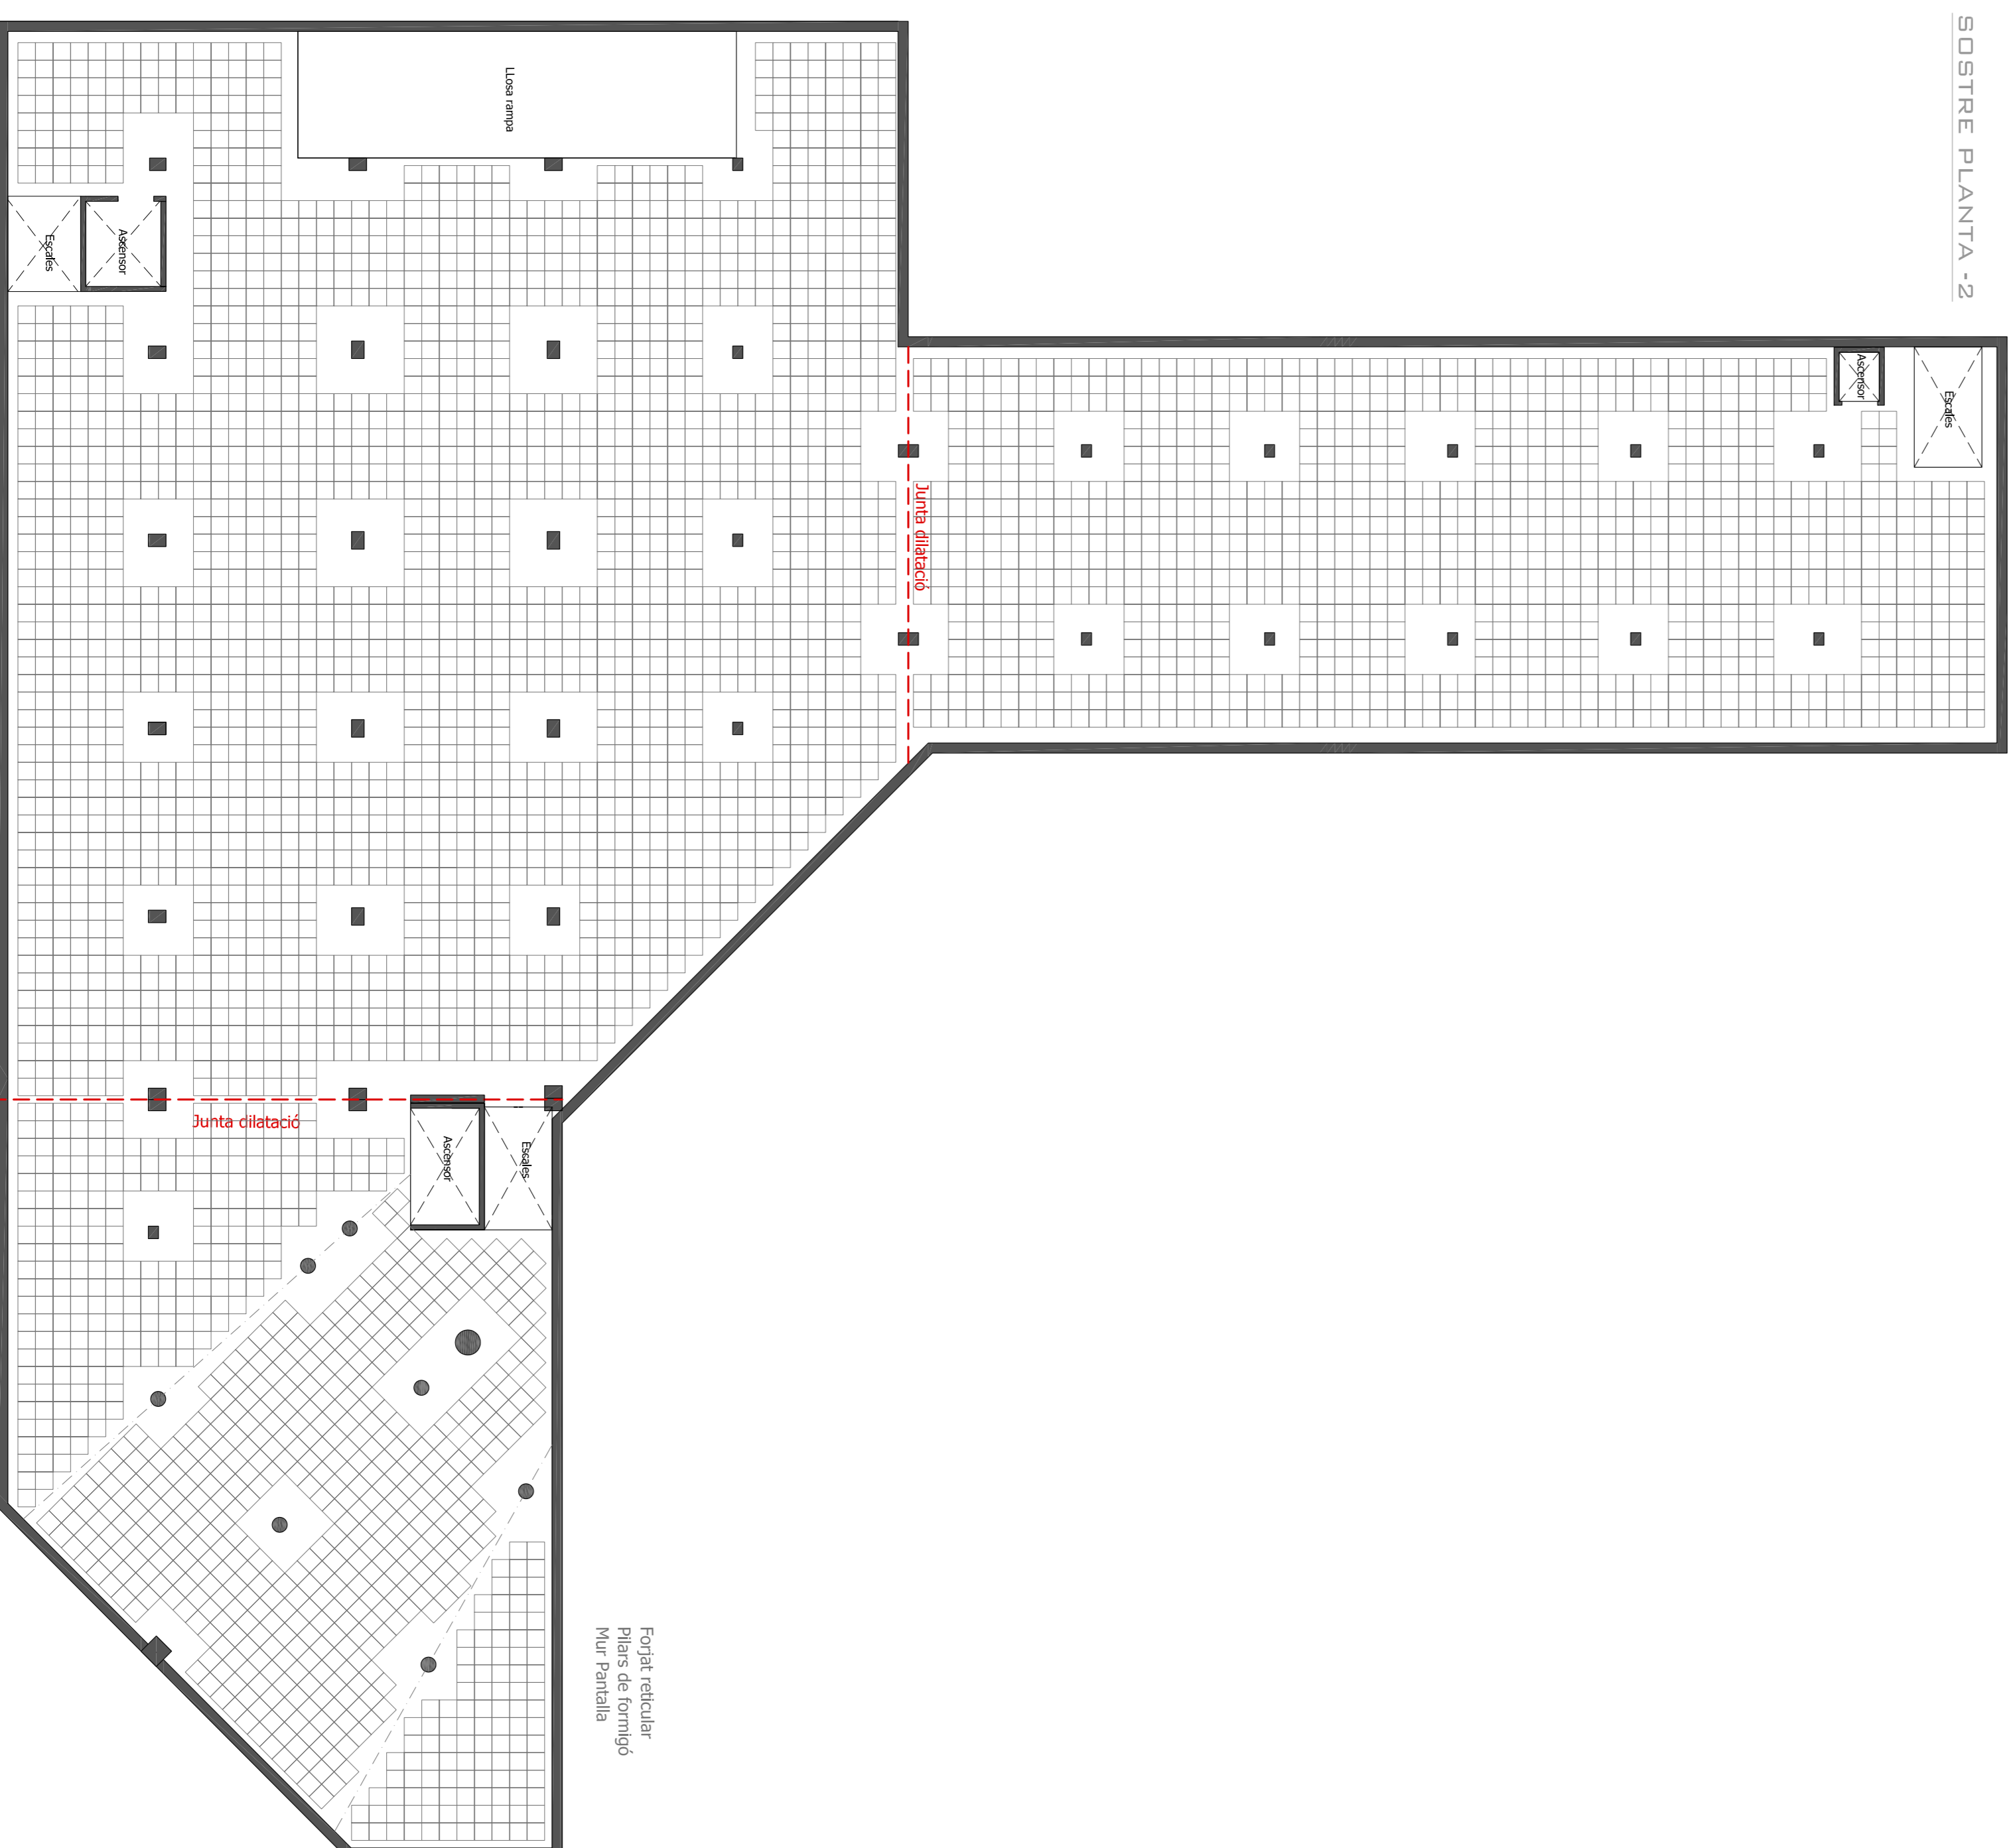 SOSTRE PLANTA -2
LLosa rampa
Escales
Ascensor
Ascensor
Escales
Junta dilatació
Junta dilatació
Ascensor
Escales
Forjat reticular
Pilars de formigó
Mur Pantalla